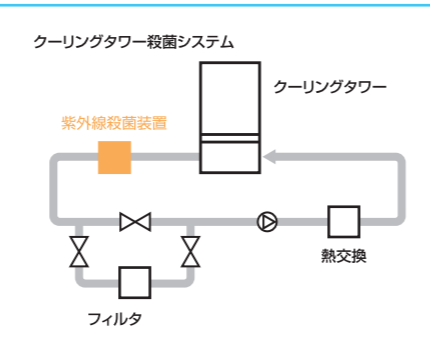 クーリングタワー殺菌システム
クーリングタワー
紫外線殺菌装置
熱交換
フィルタ